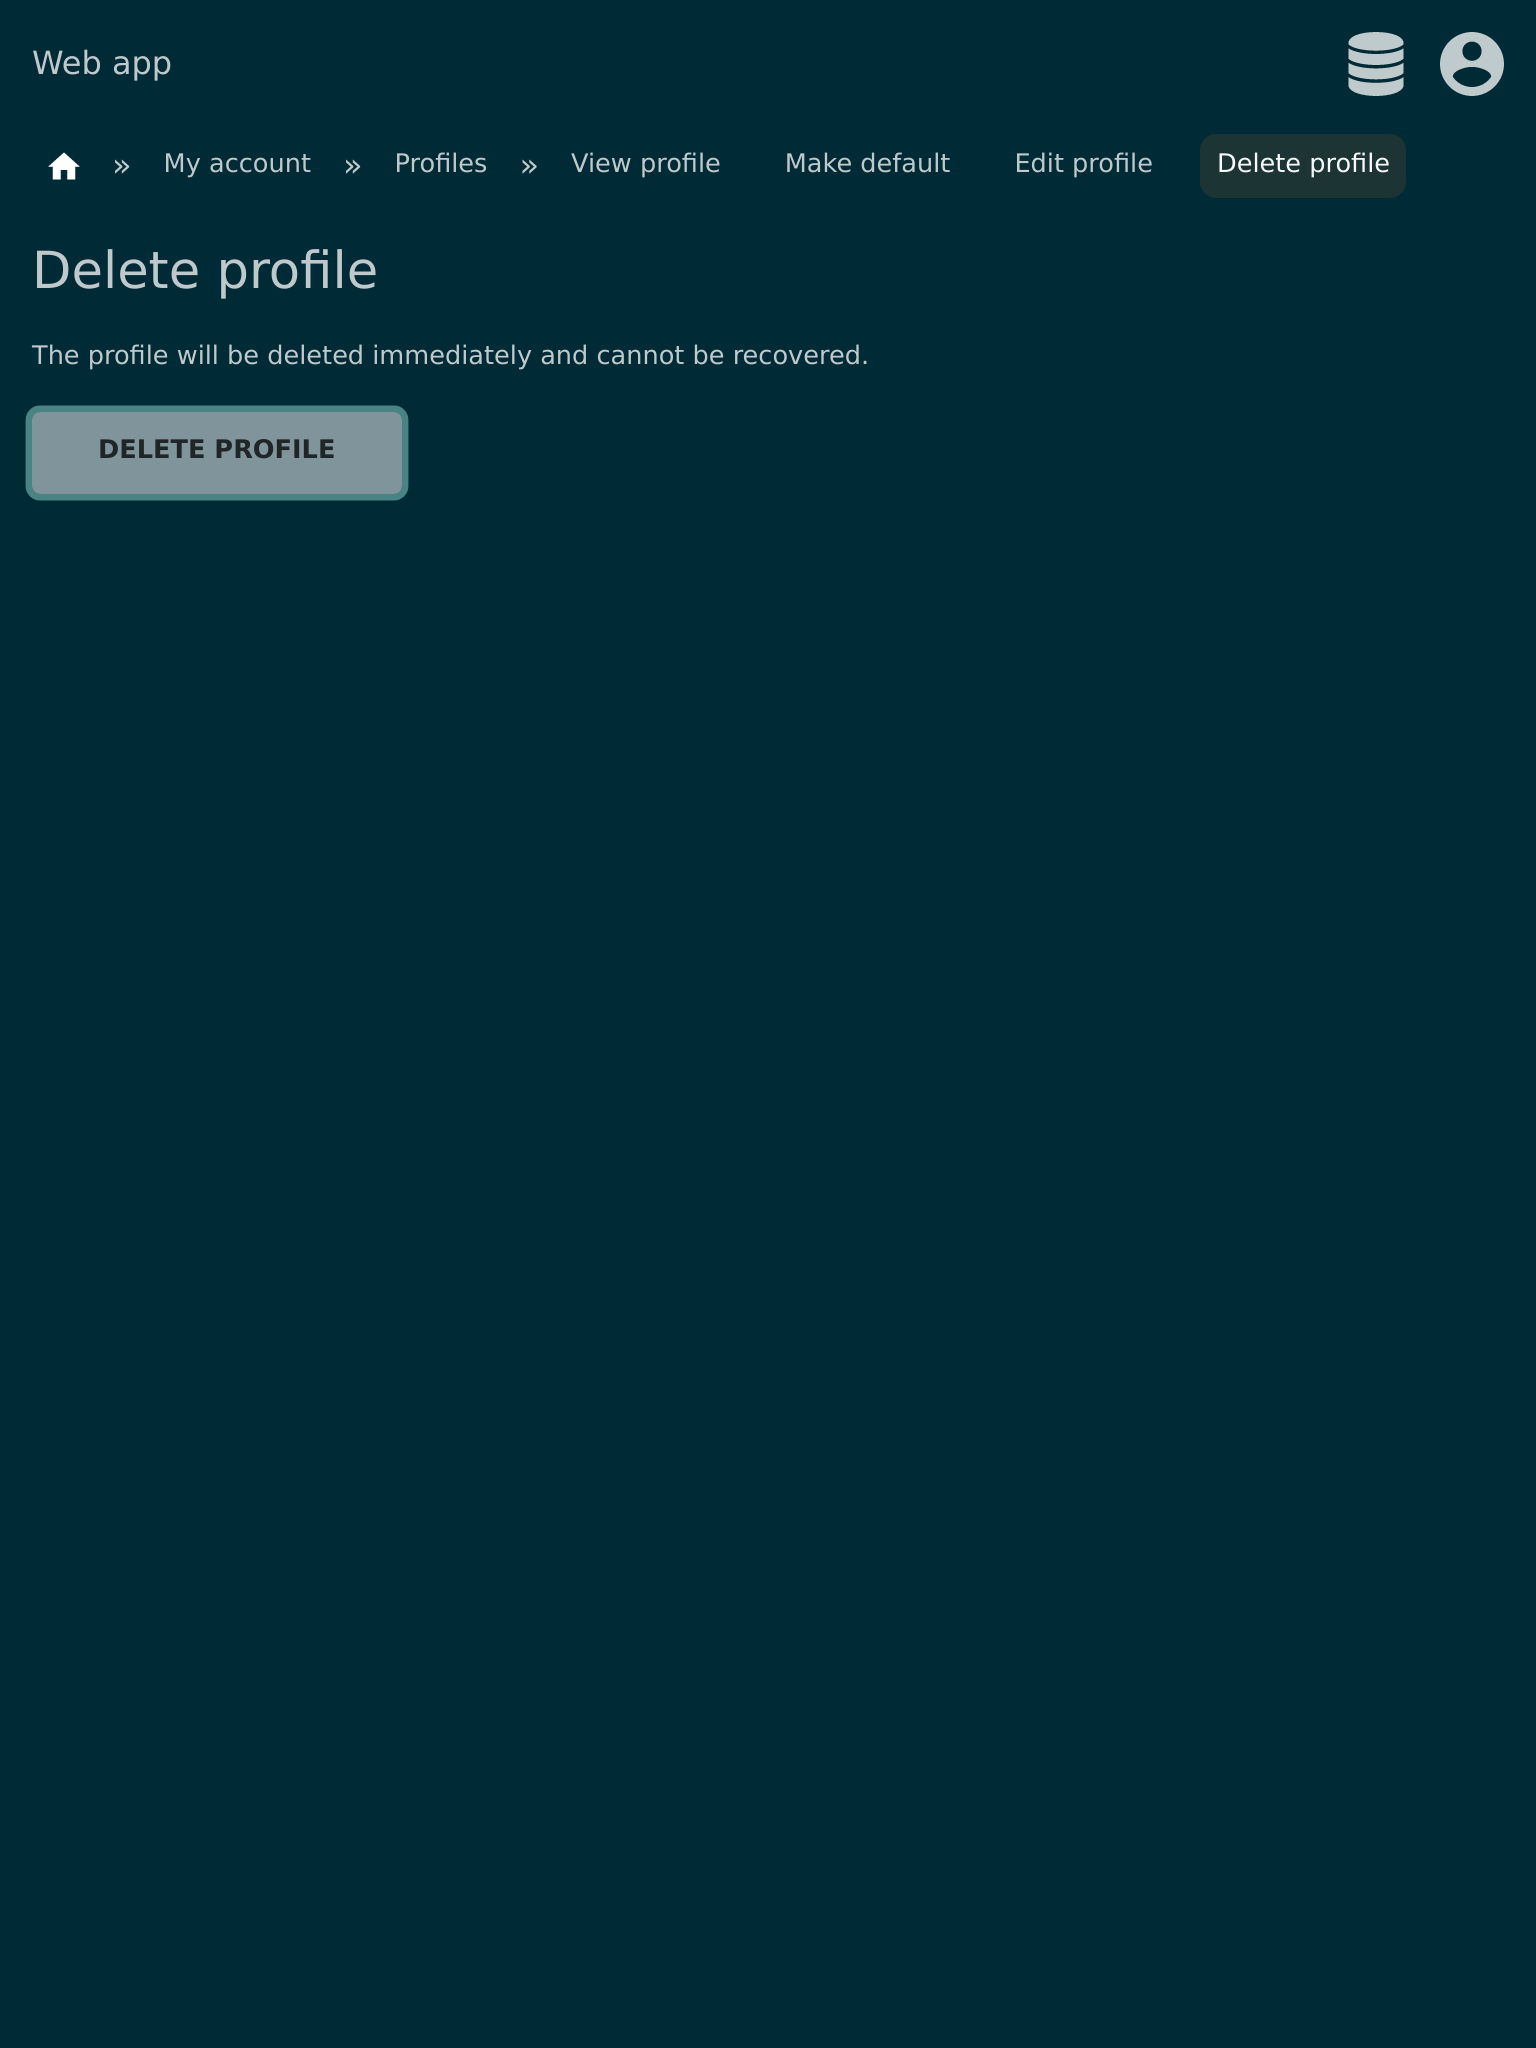 Web app
» My account » Profiles » View profile Make default Edit profile Delete profile
Delete profile
The profile will be deleted immediately and cannot be recovered.
DELETE PROFILE